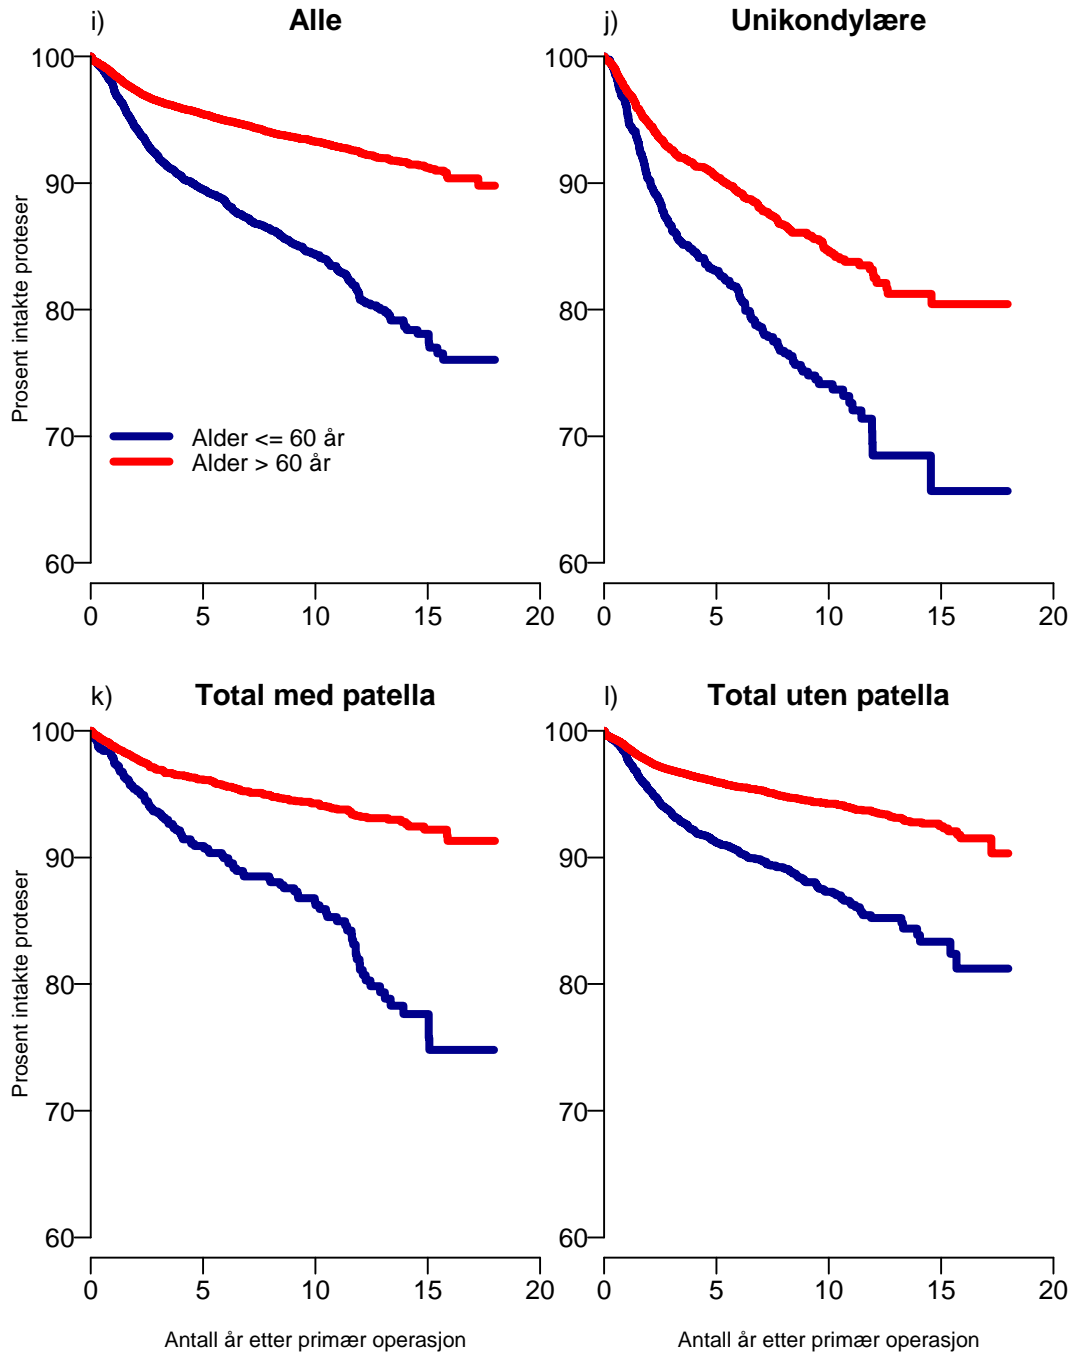 i) Alle
Prosent intakte proteser
100
90
80
70
60
Alder <= 60 år
Alder > 60 år
0 5 10 15 20
j) Unikondylære
100
90
80
70
60
0 5 10 15 20
k) Total med patella
Prosent intakte proteser
100
90
80
70
60
0 5 10 15 20
Antall år etter primær operasjon
l) Total uten patella
100
90
80
70
60
0 5 10 15 20
Antall år etter primær operasjon